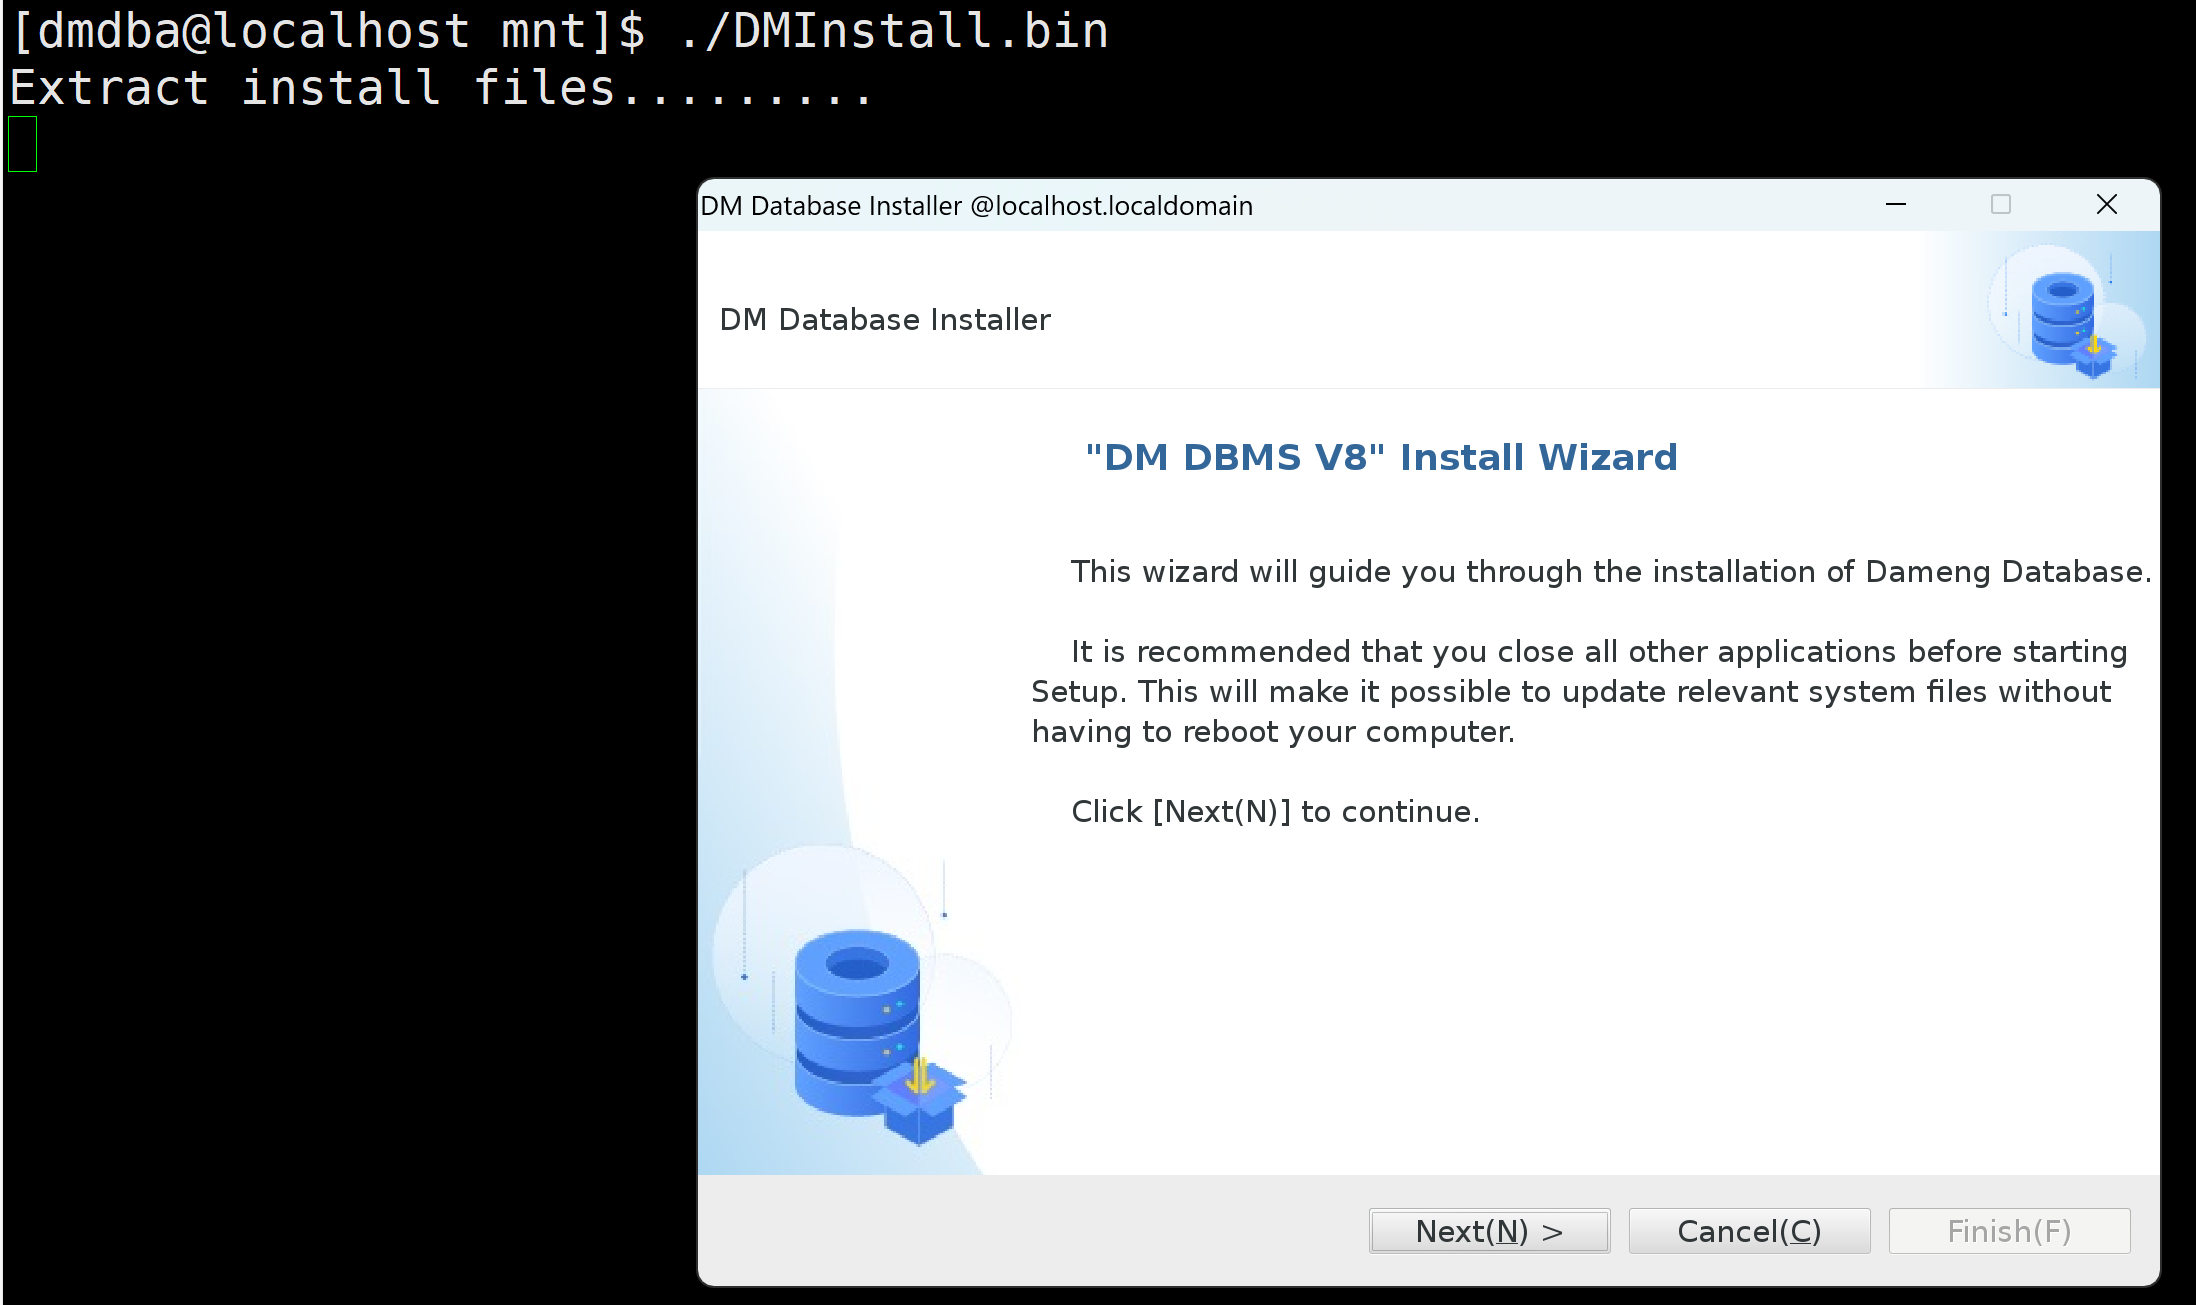 [dmdba@localhost mnt]$ ./DMInstall.bin
Extract install files.........
DM Database Installer @localhost.localdomain
DM Database Installer
"DM DBMS V8" Install Wizard
This wizard will guide you through the installation of Dameng Database.
It is recommended that you close all other applications before starting
Setup. This will make it possible to update relevant system files without
having to reboot your computer.
Click [Next(N)] to continue.
Next(N) >
Cancel(C)
Finish(F)